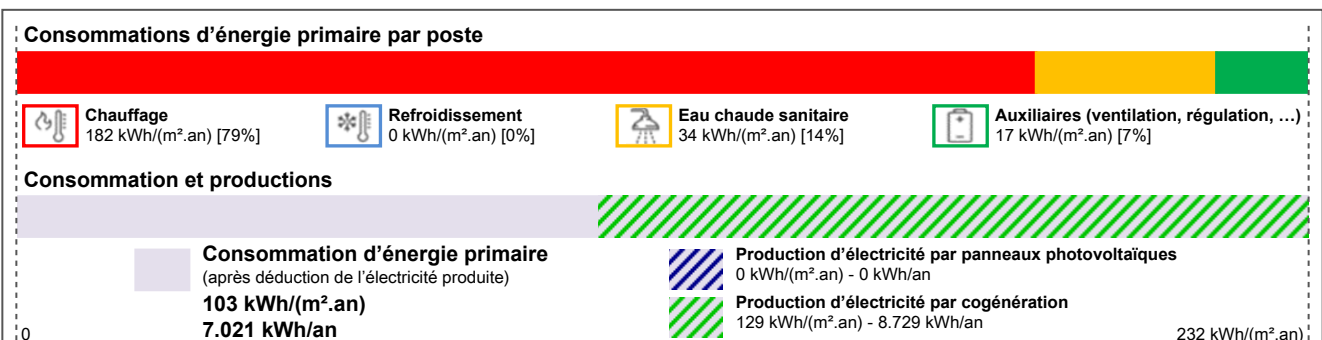 Consommations d'énergie primaire par poste
Chauffage
182 kWh/(m².an) [79%]
Refroidissement
0 kWh/(m².an) [0%]
Eau chaude sanitaire
34 kWh/(m².an) [14%]
Auxiliaires (ventilation, régulation, …)
17 kWh/(m².an) [7%]
Consommation et productions
Consommation d'énergie primaire
(après déduction de l'électricité produite)
103 kWh/(m².an)
7.021 kWh/an
Production d'électricité par panneaux photovoltaïques
0 kWh/(m².an) - 0 kWh/an
Production d'électricité par cogénération
129 kWh/(m².an) - 8.729 kWh/an
0
232 kWh/(m².an)